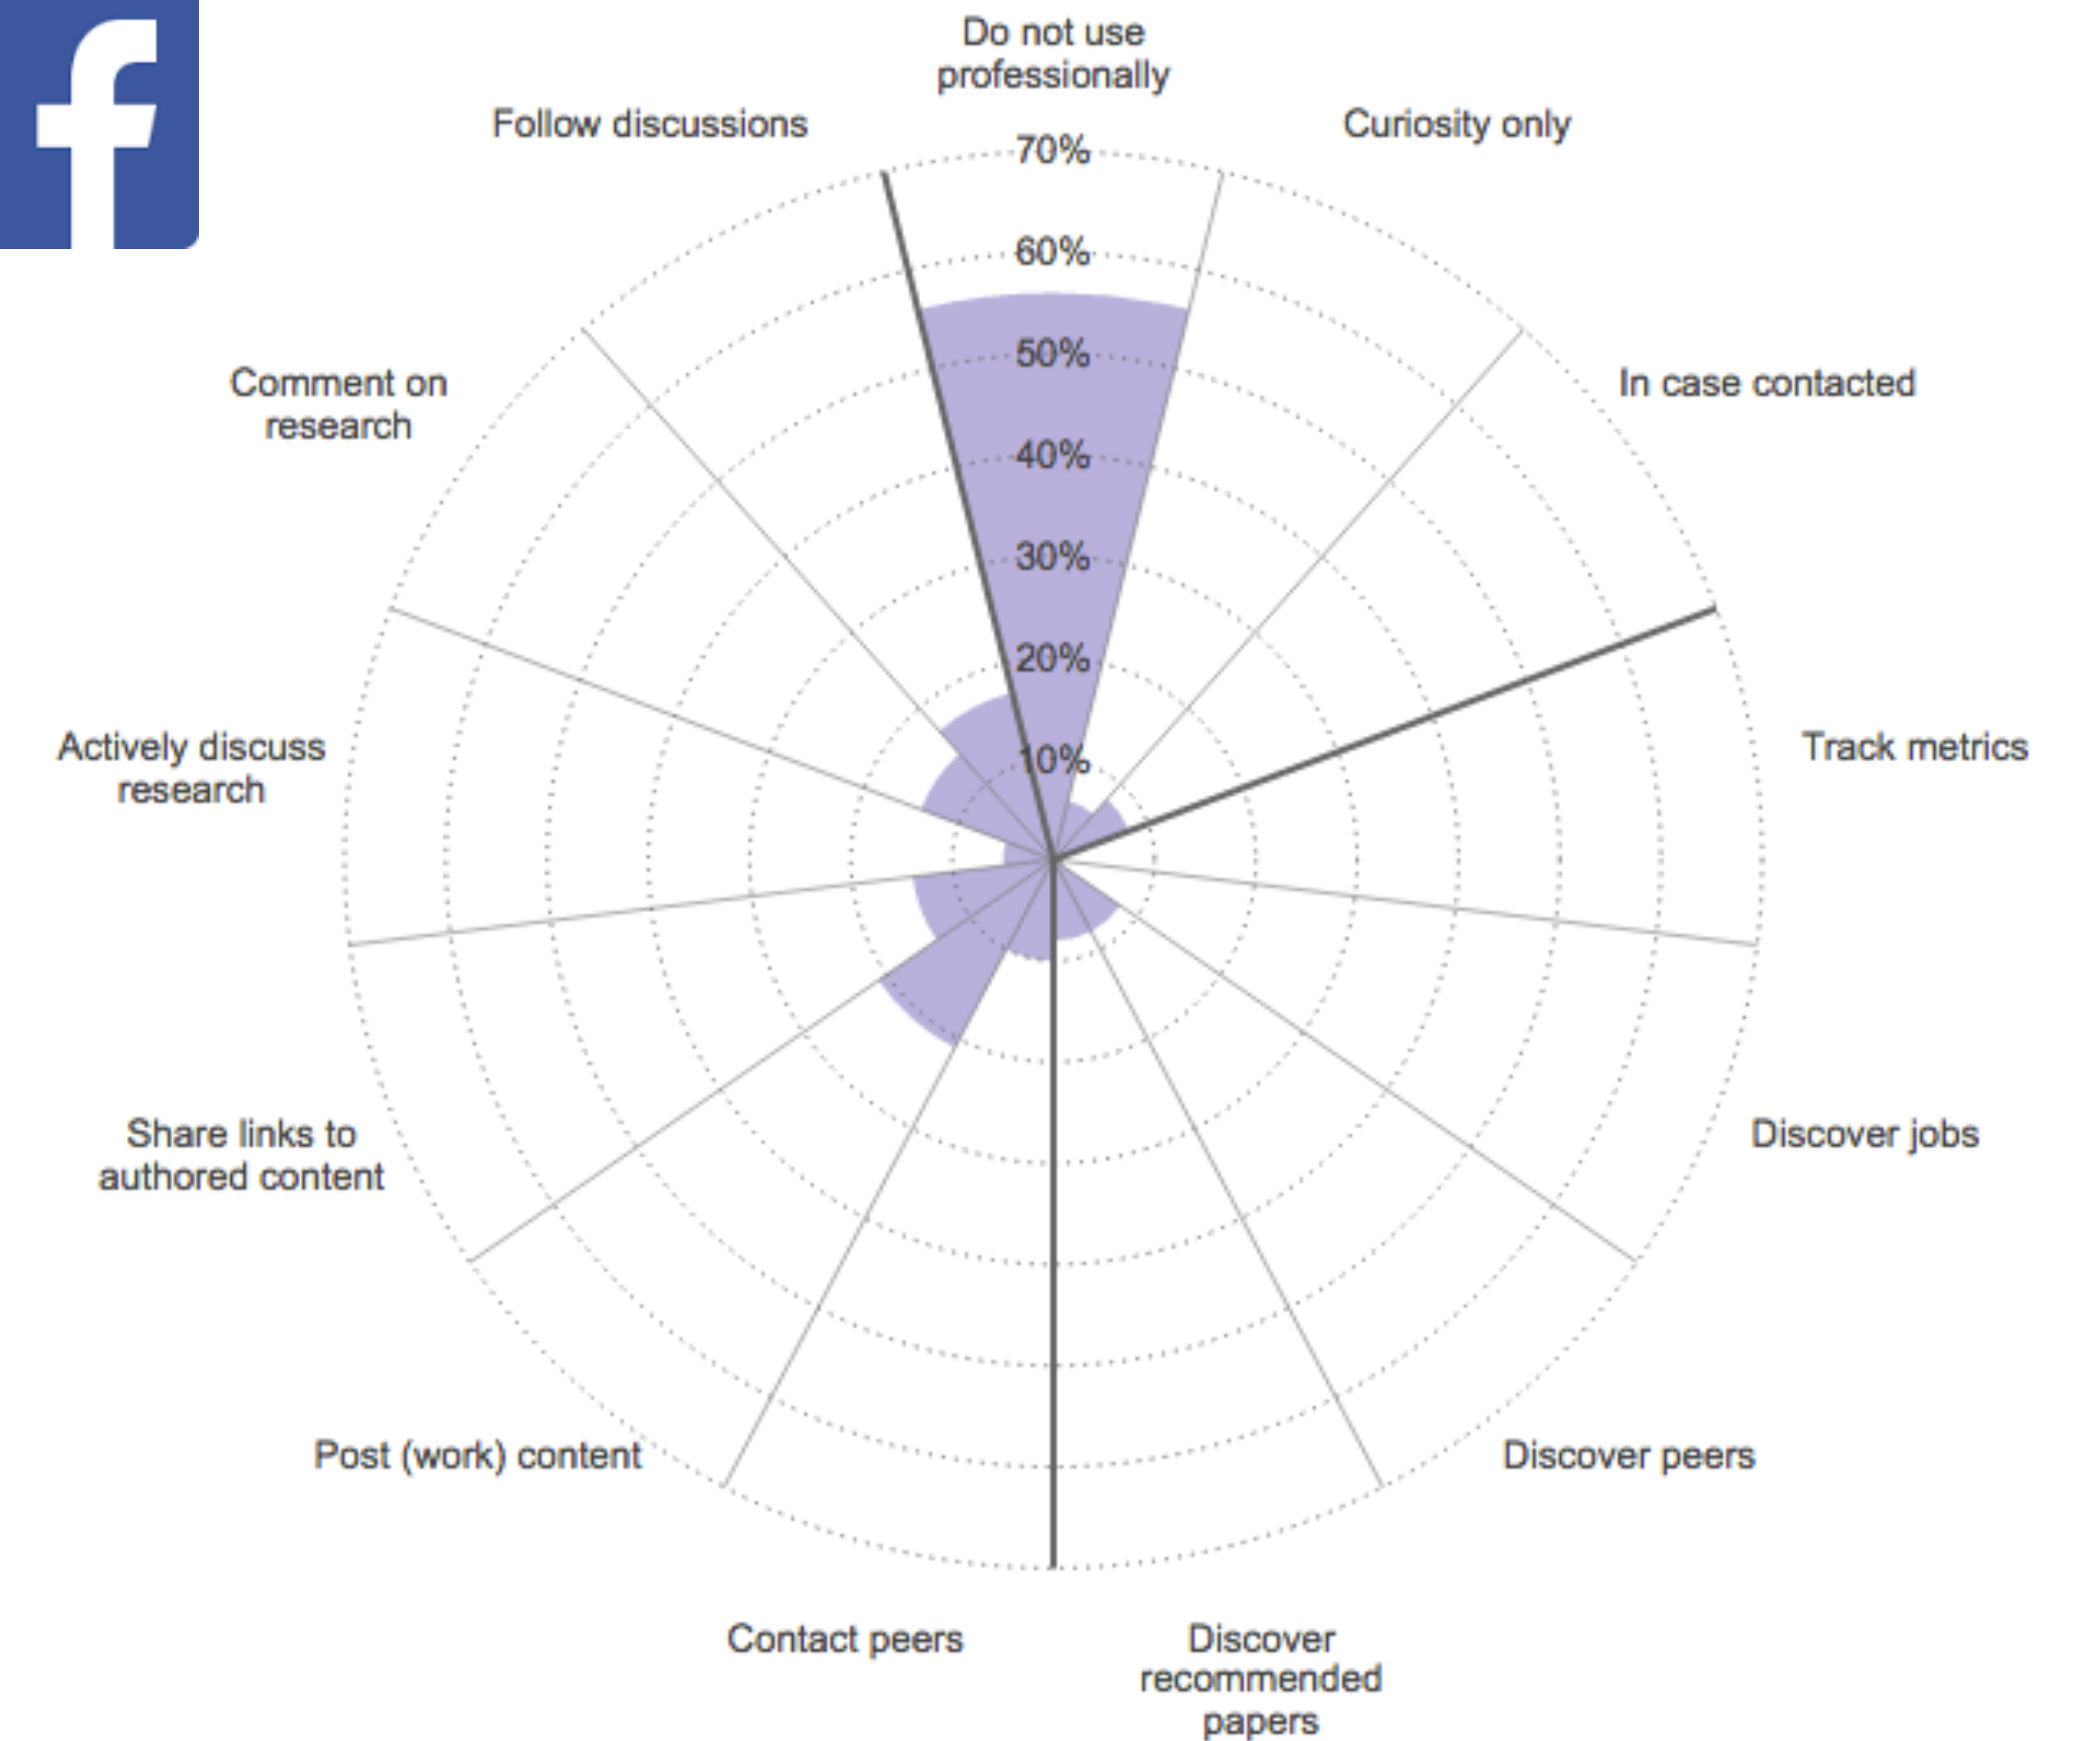 Do not use
professionally
Follow discussions
Curiosity only
70%
60%
50%
40%
30%
20%
10%
Comment on
research
In case contacted
Actively discuss
research
Track metrics
Share links to
authored content
Discover jobs
Post (work) content
Discover peers
Contact peers
Discover
recommended
papers